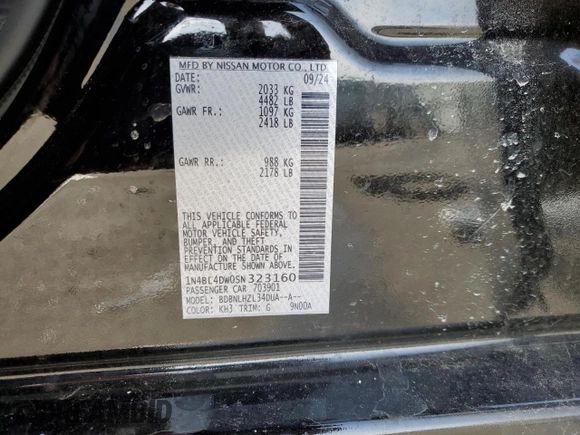 MFD BY NISSAN MOTOR CO., LTD
DATE: 09/24
GVWR: 2033 KG
4482 LB
GAWR FR.: 1097 KG
2418 LB
GAWR RR.: 988 KG
2178 LB
THIS VEHICLE CONFORMS TO
ALL APPLICABLE FEDERAL
MOTOR VEHICLE SAFETY,
BUMPER, AND THEFT
PREVENTION STANDARDS IN
EFFECT ON THE DATE OF
MANUFACTURE SHOWN ABOVE.
1N4BL4DW0SN323160
PASSENGER CAR 703901
MODEL: BDBNLHZL34DUA--A--
COLOR: KH3 TRIM: G 9N00A